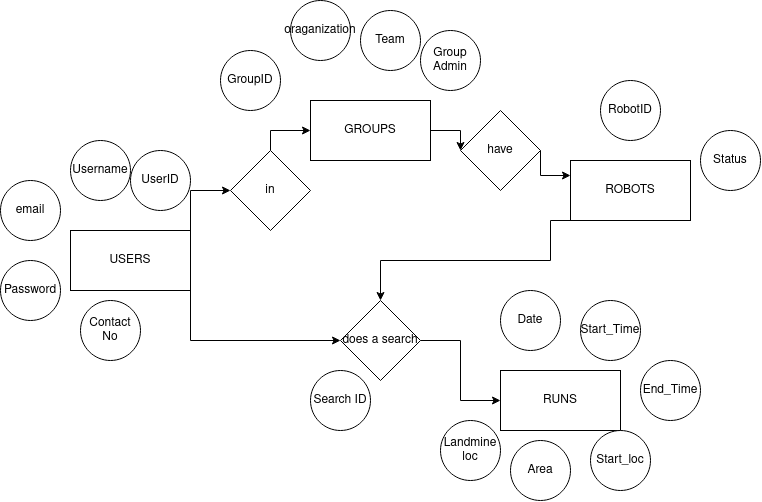 oraganization
Team
Group
Admin
GroupID
GROUPS
RobotID
have
Status
Username
UserID
in
ROBOTS
email
USERS
Password
Contact
No
Date
Start_Time
does a search
End_Time
Search ID
RUNS
Landmine
loc
Area
Start_loc